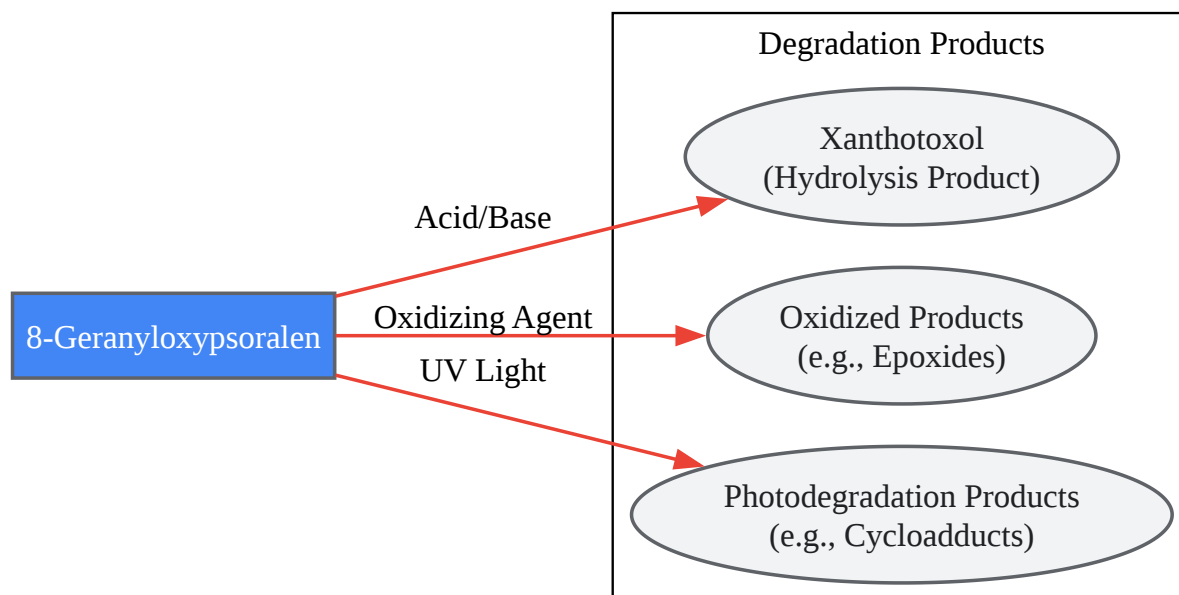 Degradation Products
Xanthotoxol
(Hydrolysis Product)
Acid/Base
8-Geranyloxypsoralen
Oxidizing Agent
Oxidized Products
(e.g., Epoxides)
UV Light
Photodegradation Products
(e.g., Cycloadducts)